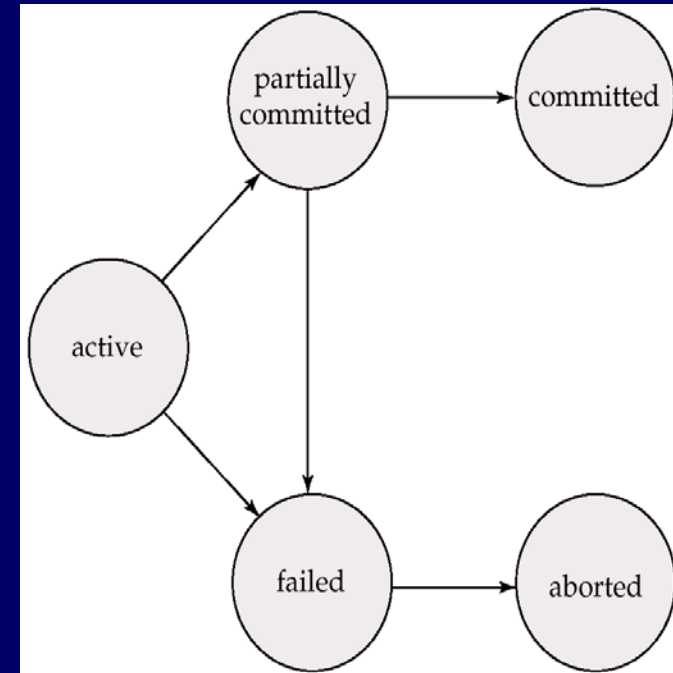 partially
committed
committed
active
failed
aborted